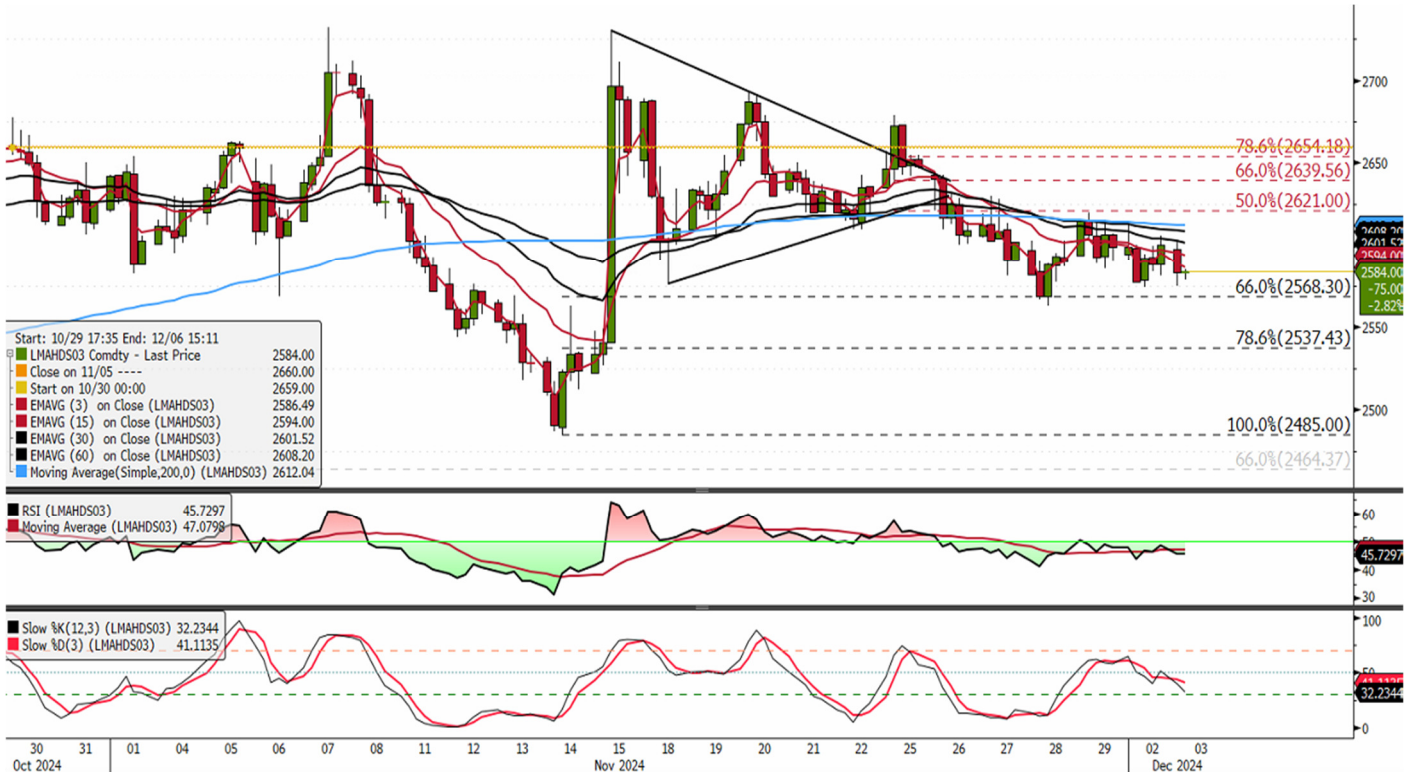 2700
78.6%(2654.18)
2650
66.0%(2639.56)
50.0%(2621.00)
2608.20
2601.52
2594.00
2584.00
-75.00
-2.82%
66.0%(2568.30)
2550
78.6%(2537.43)
2500
100.0%(2485.00)
66.0%(2464.37)
Start: 10/29 17:35 End: 12/06 15:11
LMAHDS03 Comdty - Last Price 2584.00
Close on 11/05 ---- 2660.00
Start on 10/30 00:00 2659.00
EMAVG (3) on Close (LMAHDS03) 2586.49
EMAVG (15) on Close (LMAHDS03) 2594.00
EMAVG (30) on Close (LMAHDS03) 2601.52
EMAVG (60) on Close (LMAHDS03) 2608.20
Moving Average(Simple,200,0) (LMAHDS03) 2612.04
RSI (LMAHDS03) 45.7297
Moving Average (LMAHDS03) 47.0798
60
45.7297
40
30
Slow %K(12,3) (LMAHDS03) 32.2344
Slow %D(3) (LMAHDS03) 41.1135
100
50
41.1135
32.2344
0
30 31 01 04 05 06 07 08 11 12 13 14 15 18 19 20 21 22 25 26 27 28 29 02 03
Oct 2024 Nov 2024 Dec 2024